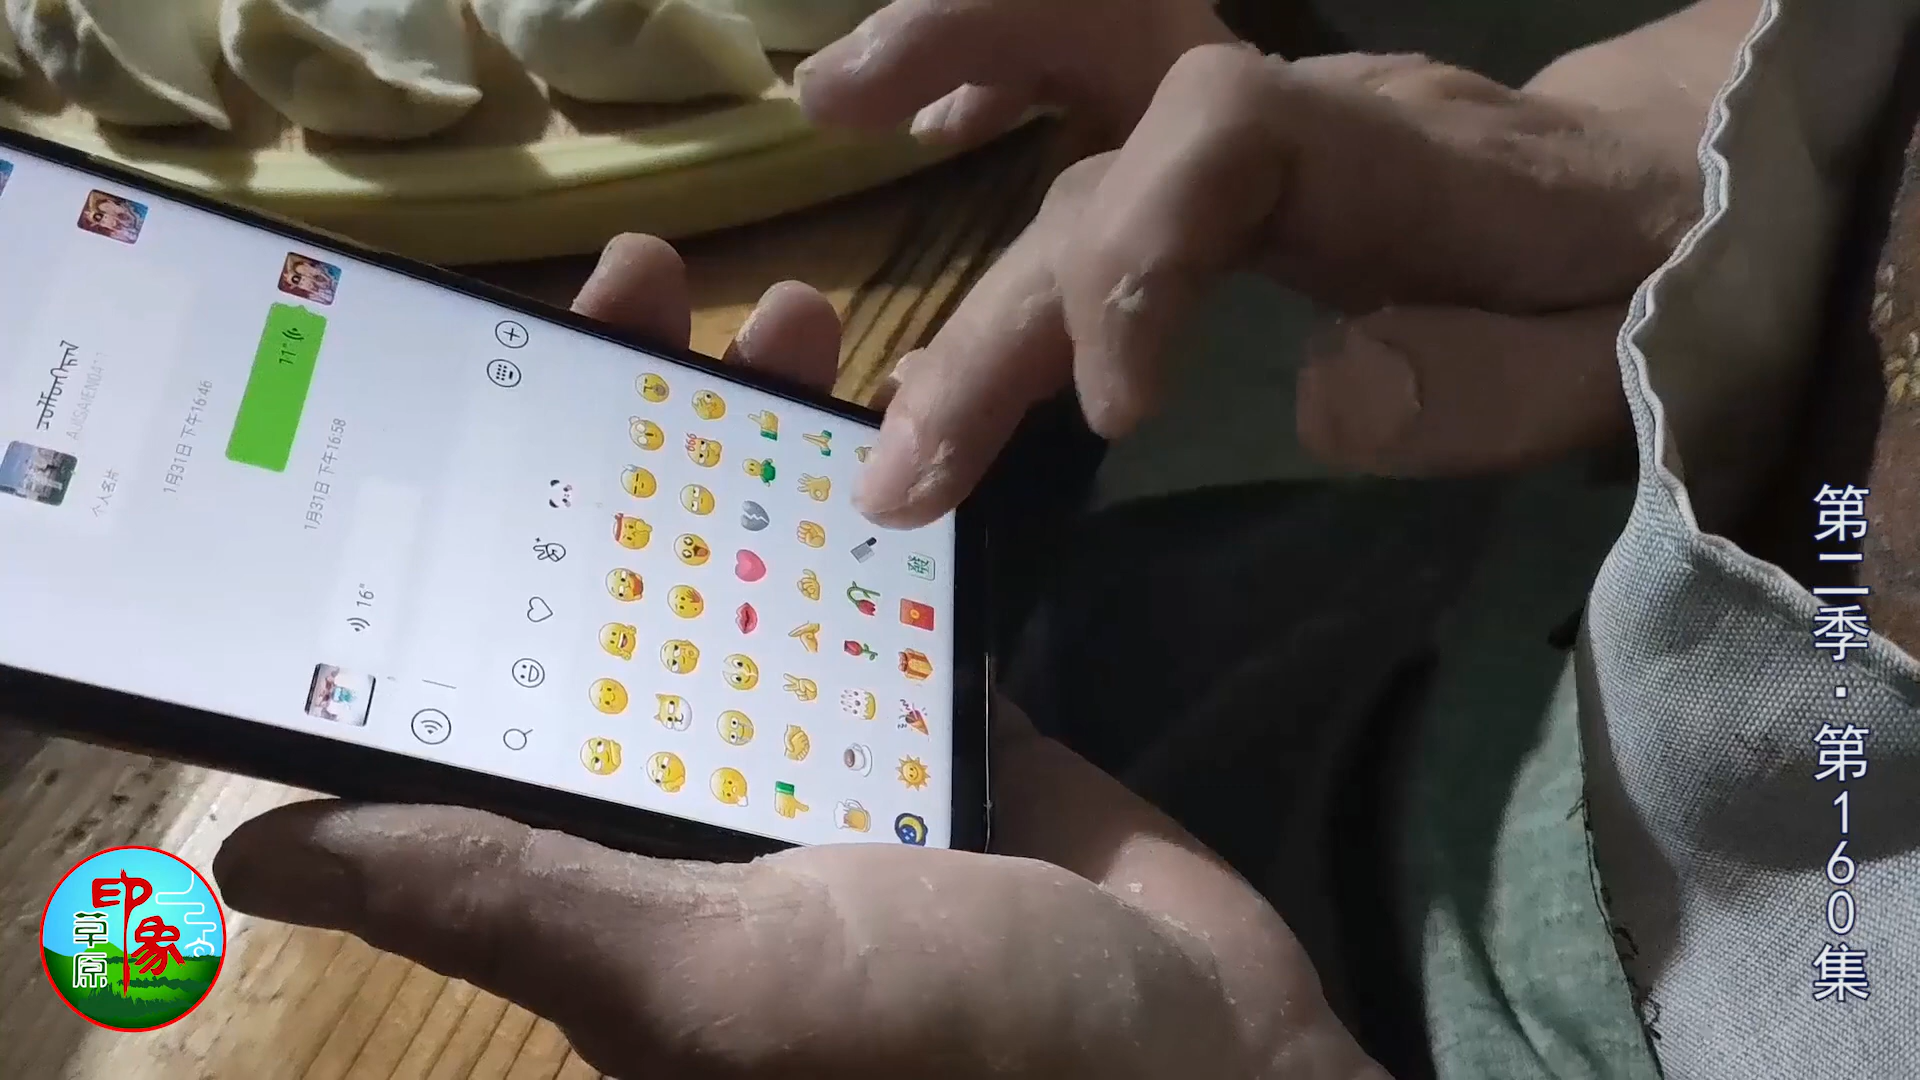 个人名片
1月31日 下午16:46
11"
1月31日 下午16:58
16"
666
發
第二季·第160集
印象
草原